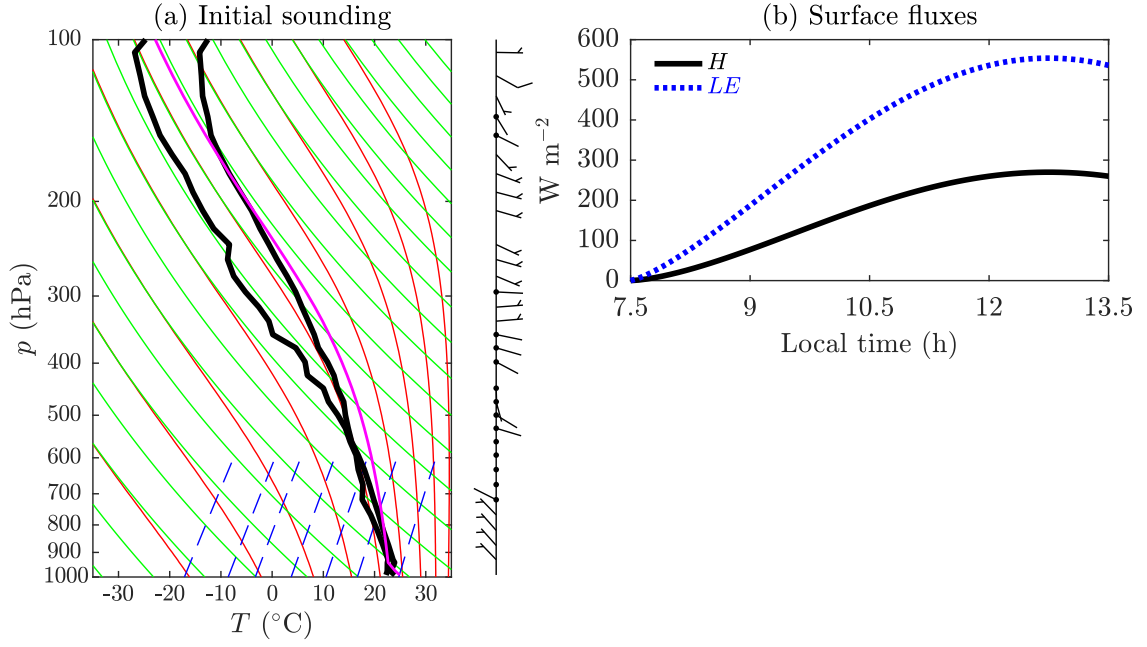 (a) Initial sounding
100
200
300
400
500
600
700
800
900
1000
p (hPa)
-30 -20 -10 0 10 20 30
T (°C)
(b) Surface fluxes
600
500
400
300
200
100
0
W m−2
H
LE
7.5 9 10.5 12 13.5
Local time (h)